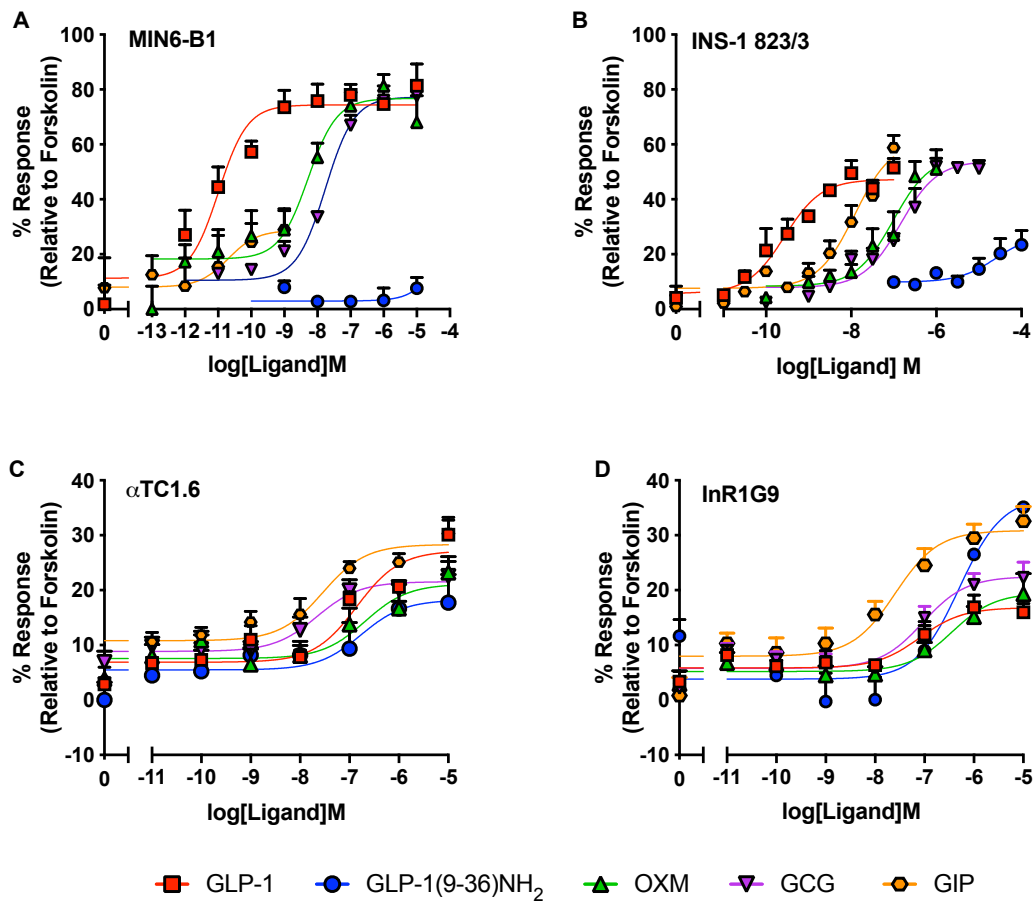 A
MIN6-B1
% Response
(Relative to Forskolin)
100
80
60
40
20
0
0 -13 -12 -11 -10 -9 -8 -7 -6 -5 -4
log[Ligand]M
B
INS-1 823/3
% Response
(Relative to Forskolin)
100
80
60
40
20
0
0 -10 -8 -6 -4
log[Ligand] M
C
αTC1.6
% Response
(Relative to Forskolin)
40
30
20
10
0
-10
0 -11 -10 -9 -8 -7 -6 -5
log[Ligand]M
D
InR1G9
% Response
(Relative to Forskolin)
40
30
20
10
0
-10
0 -11 -10 -9 -8 -7 -6 -5
log[Ligand]M
GLP-1 GLP-1(9-36)NH₂ OXM GCG GIP